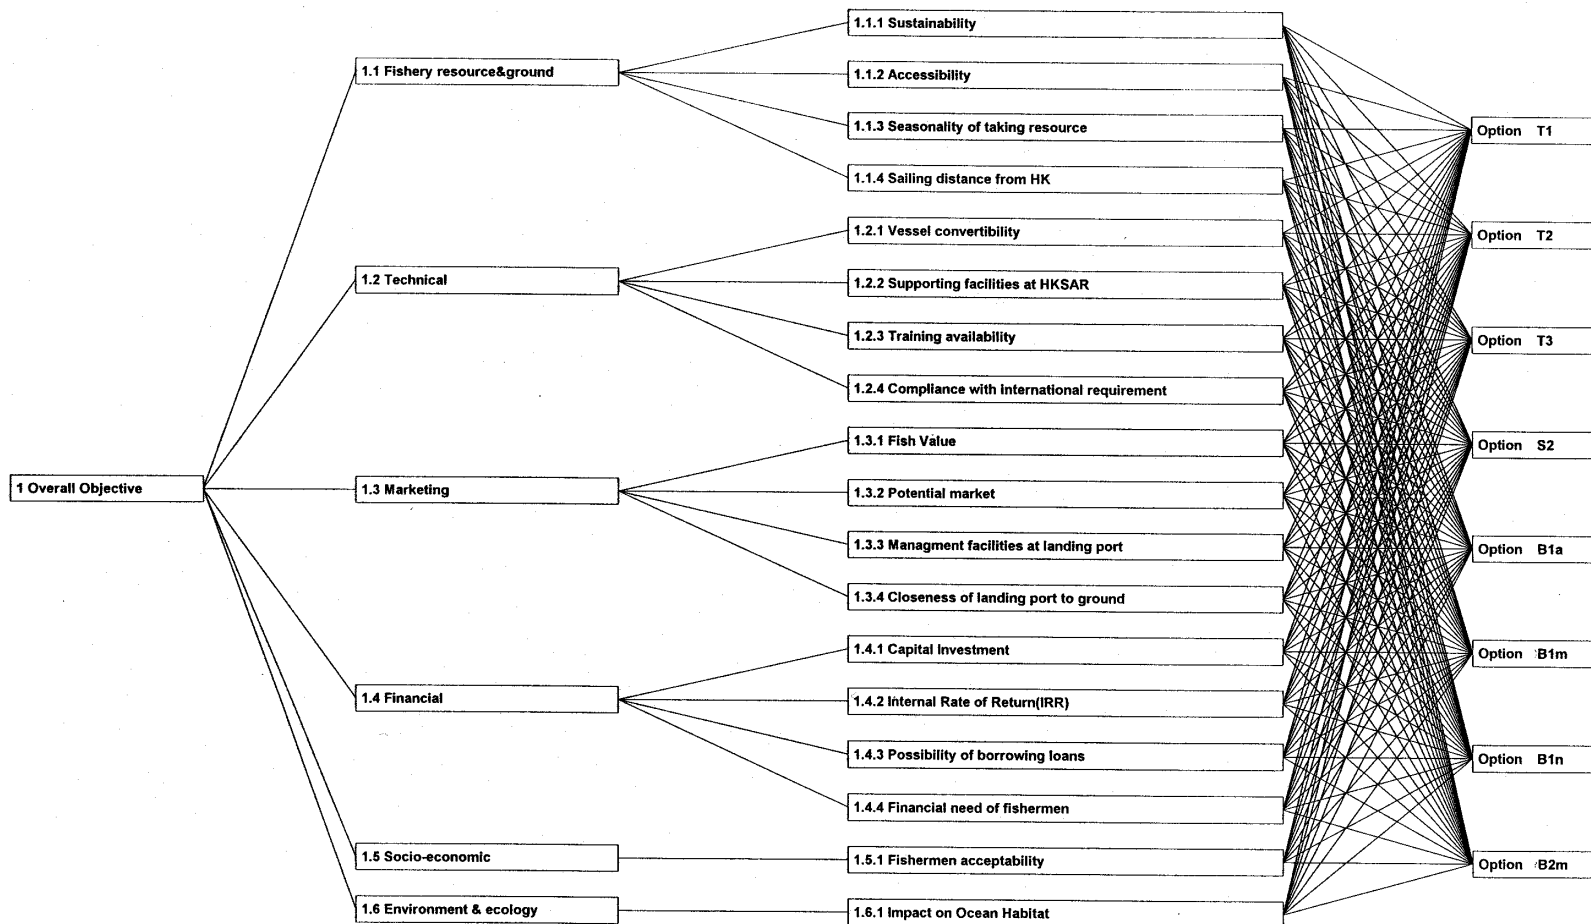 1 Overall Objective
1.1 Fishery resource&ground
1.2 Technical
1.3 Marketing
1.4 Financial
1.5 Socio-economic
1.6 Environment & ecology
1.1.1 Sustainability
1.1.2 Accessibility
1.1.3 Seasonality of taking resource
1.1.4 Sailing distance from HK
1.2.1 Vessel convertibility
1.2.2 Supporting facilities at HKSAR
1.2.3 Training availability
1.2.4 Compliance with international requirement
1.3.1 Fish Value
1.3.2 Potential market
1.3.3 Managment facilities at landing port
1.3.4 Closeness of landing port to ground
1.4.1 Capital Investment
1.4.2 Internal Rate of Return(IRR)
1.4.3 Possibility of borrowing loans
1.4.4 Financial need of fishermen
1.5.1 Fishermen acceptability
1.6.1 Impact on Ocean Habitat
Option T1
Option T2
Option T3
Option S2
Option B1a
Option B1m
Option B1n
Option B2m